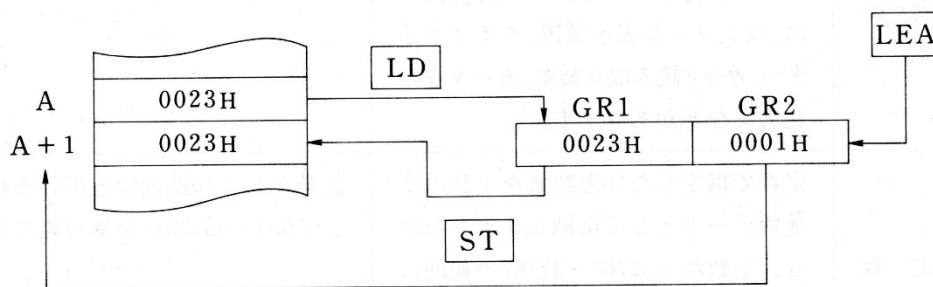 LEA
LD
A 0023H
GR1 GR2
A+1 0023H
0023H 0001H
ST